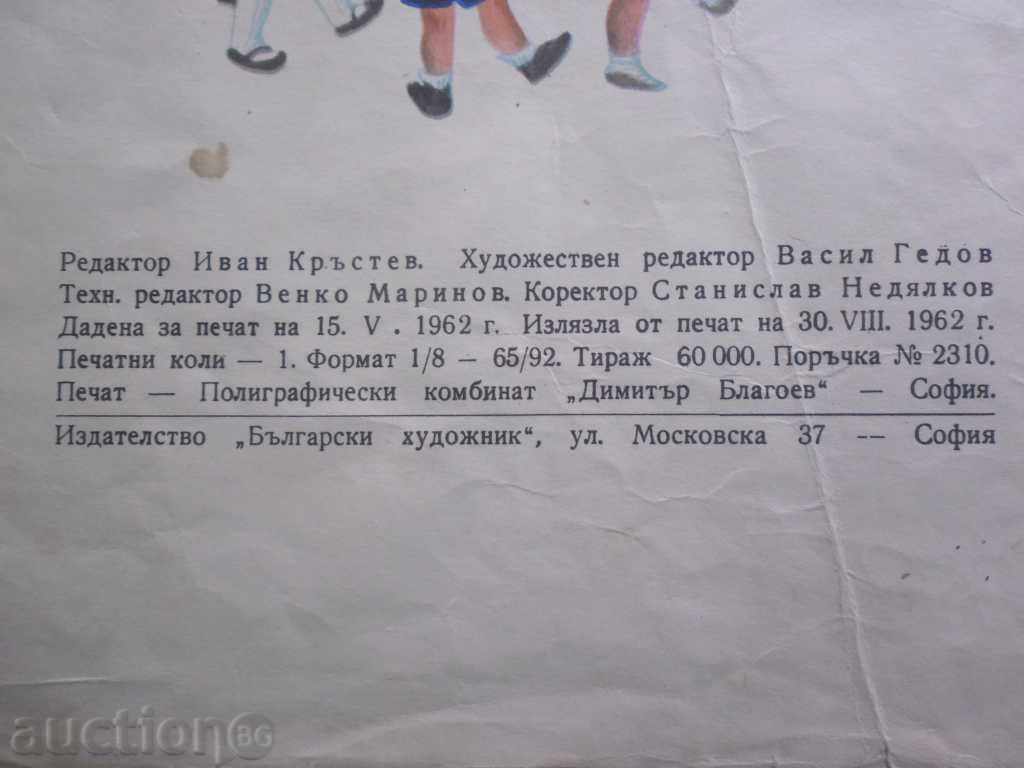 Редактор Иван Кръстев. Художествен редактор Васил Гедов
Техн. редактор Венко Маринов. Коректор Станислав Недялков
Дадена за печат на 15. V. 1962 г. Излязла от печат на 30. VIII. 1962 г.
Печатни коли — 1. Формат 1/8 — 65/92. Тираж 60 000. Поръчка № 2310.
Печат — Полиграфически комбинат „Димитър Благоев“ — София.
Издателство „Български художник“, ул. Московска 37 — София
auction BG